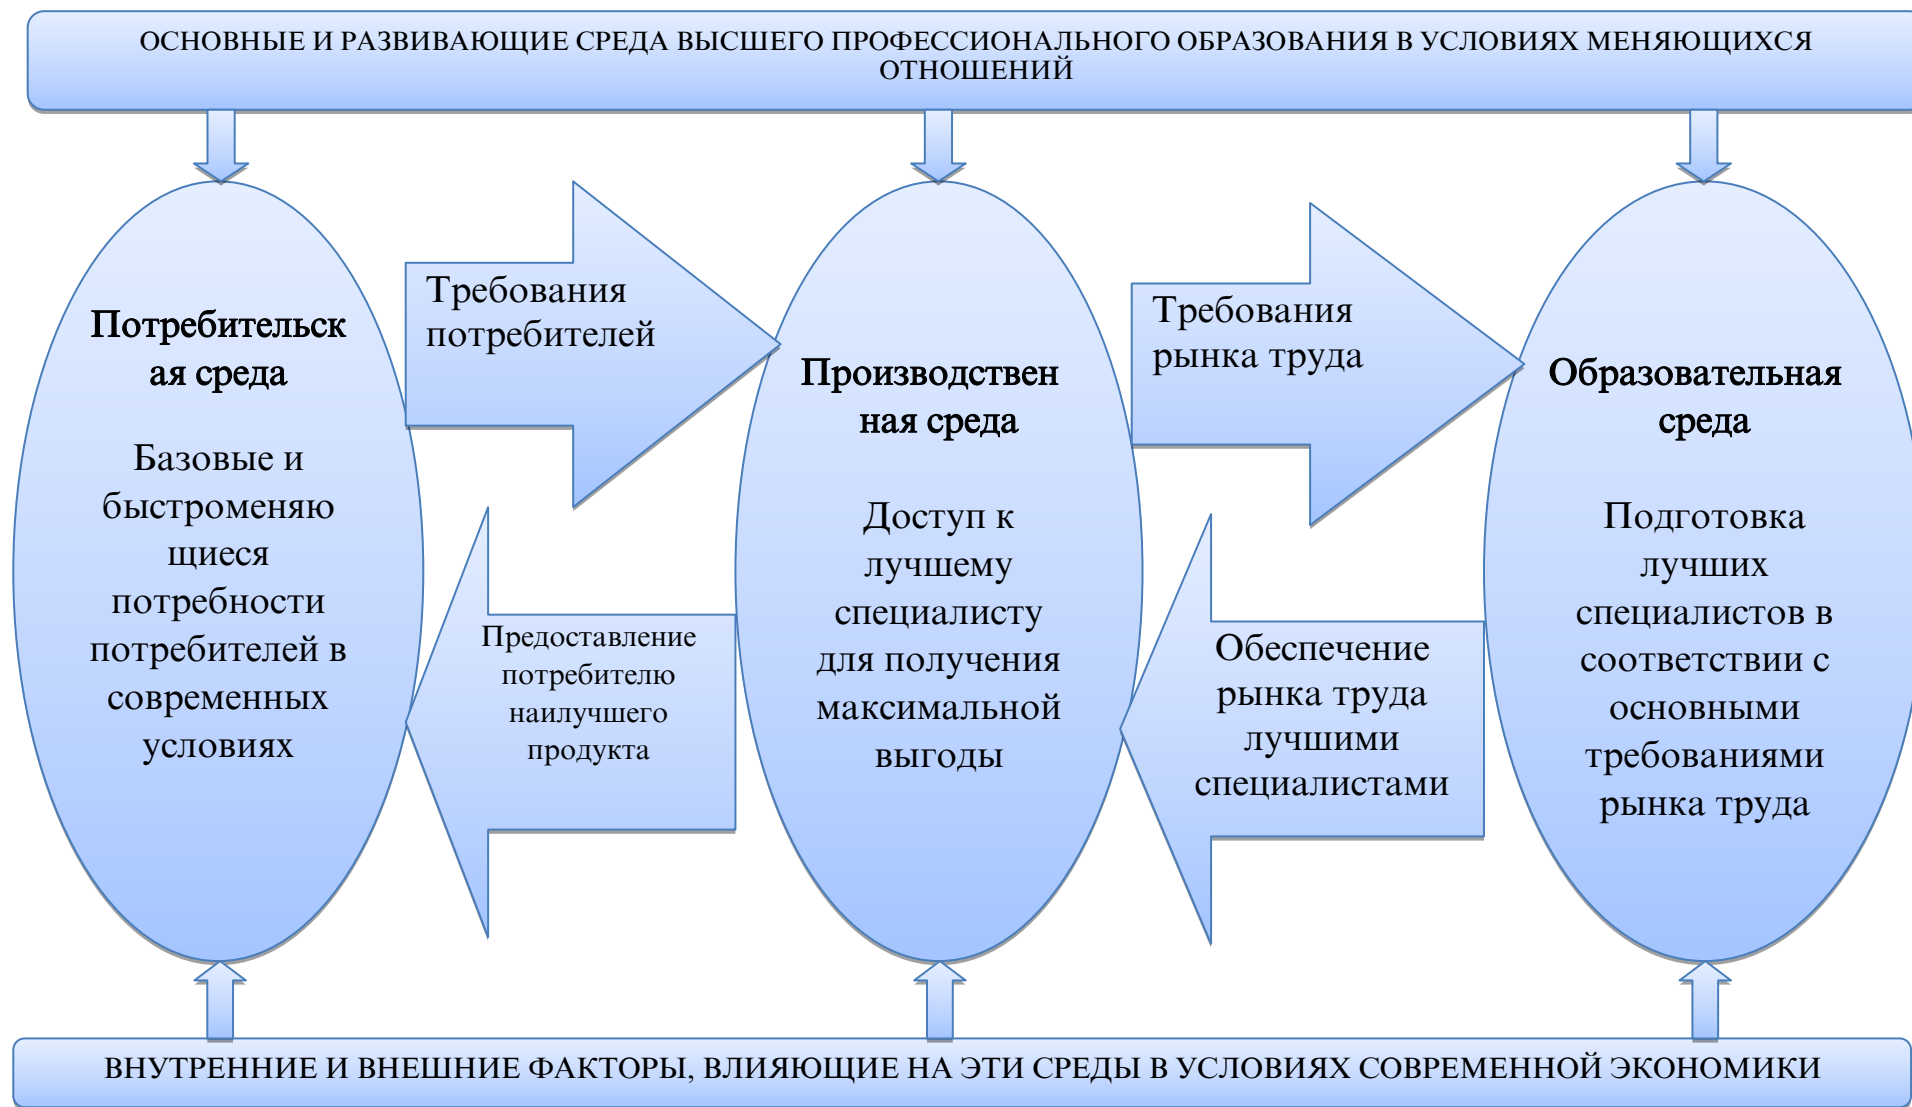 ОСНОВНЫЕ И РАЗВИВАЮЩИЕ СРЕДА ВЫСШЕГО ПРОФЕССИОНАЛЬНОГО ОБРАЗОВАНИЯ В УСЛОВИЯХ МЕНЯЮЩИХСЯ
ОТНОШЕНИЙ
Потребительск
ая среда
Базовые и
быстроменяю
щиеся
потребности
потребителей в
современных
условиях
Требования
потребителей
Предоставление
потребителю
наилучшего
продукта
Производствен
ная среда
Доступ к
лучшему
специалисту
для получения
максимальной
выгоды
Требования
рынка труда
Обеспечение
рынка труда
лучшими
специалистами
Образовательная
среда
Подготовка
лучших
специалистов в
соответствии с
основными
требованиями
рынка труда
ВНУТРЕННИЕ И ВНЕШНИЕ ФАКТОРЫ, ВЛИЯЮЩИЕ НА ЭТИ СРЕДЫ В УСЛОВИЯХ СОВРЕМЕННОЙ ЭКОНОМИКИ